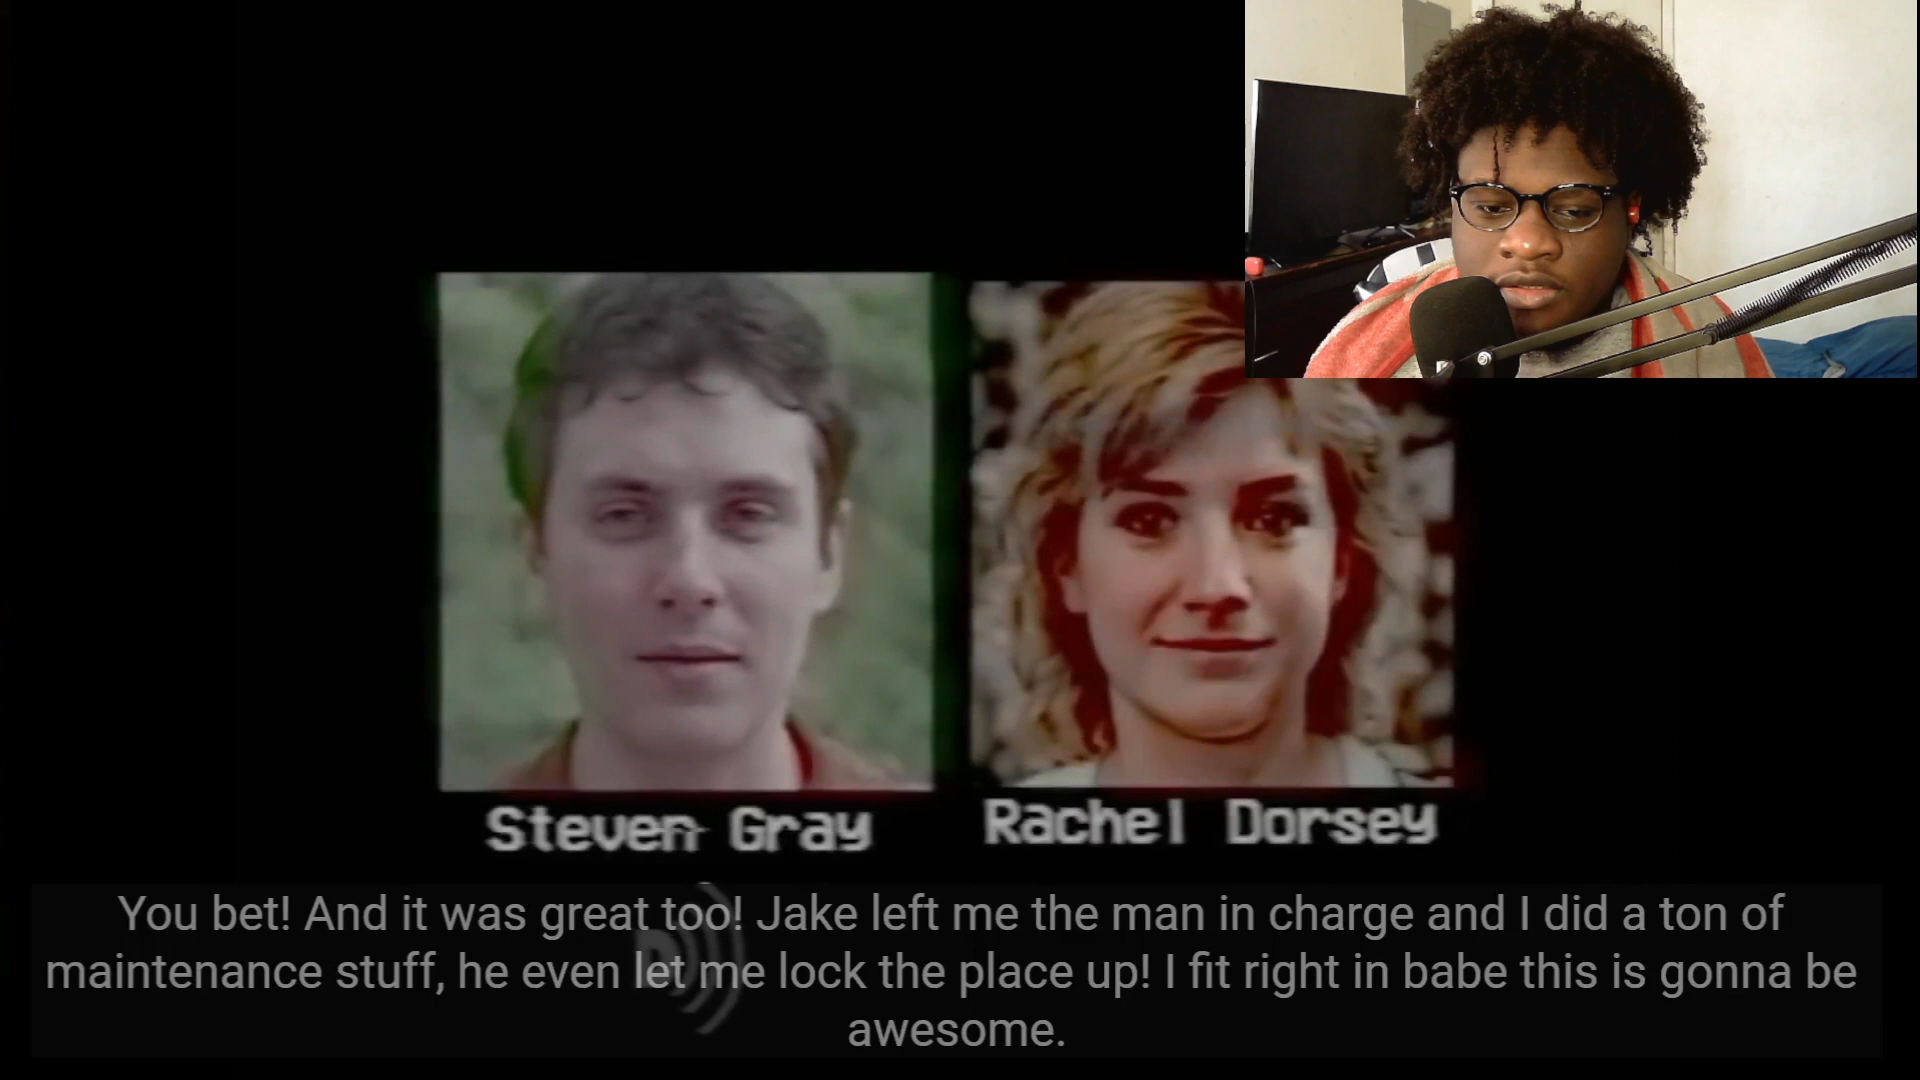 Steven Gray
Rachel Dorsey
You bet! And it was great too! Jake left me the man in charge and I did a ton of
maintenance stuff, he even let me lock the place up! I fit right in babe this is gonna be
awesome.